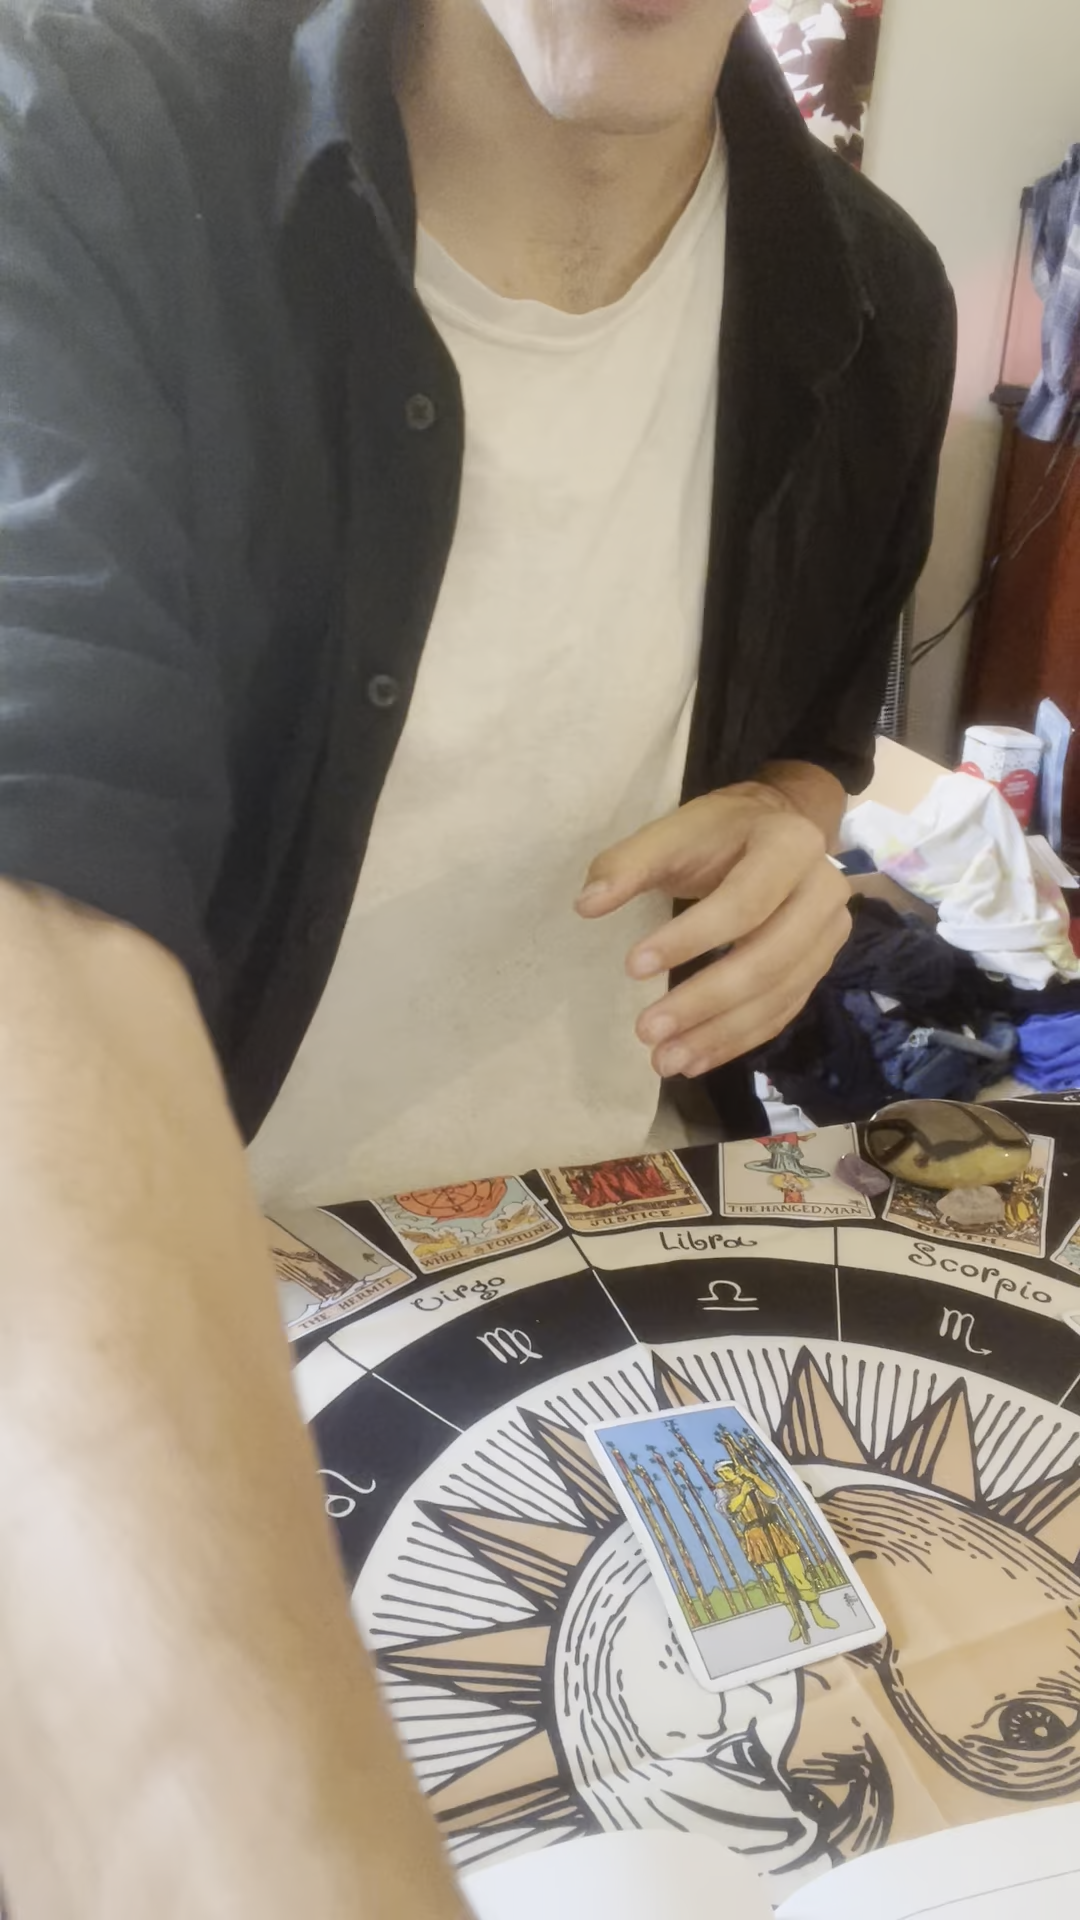 WHEEL of FORTUNE
JUSTICE
THE HANGED MAN
DEATH.
THE HERMIT
Virgo
Libra
Scorpio
♍
♎
♏
♌